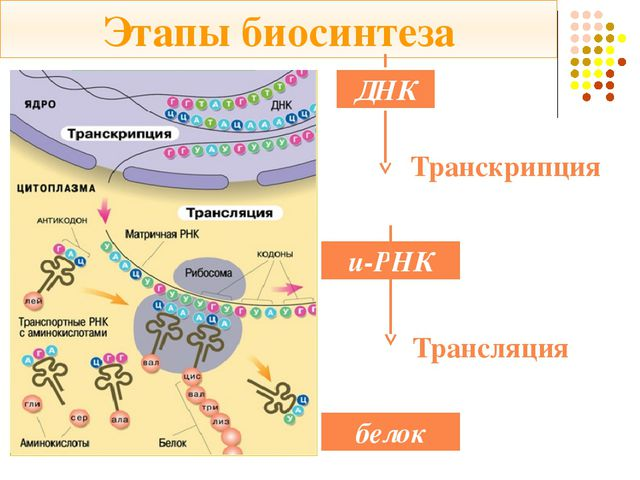 Этапы биосинтеза
ЯДРО
ДНК
Г Г Т А Т Г Т Т Т Т
Транскрипция
ЦИТОПЛАЗМА
АНТИКОДОН
Трансляция
Матричная РНК
КОДОНЫ
Рибосома
лей
Транспортные РНК
с аминокислотами
вал
цис
вал
три
лиз
гли
сер
ала
Аминокислоты
Белок
ДНК
Транскрипция
и-РНК
Трансляция
белок